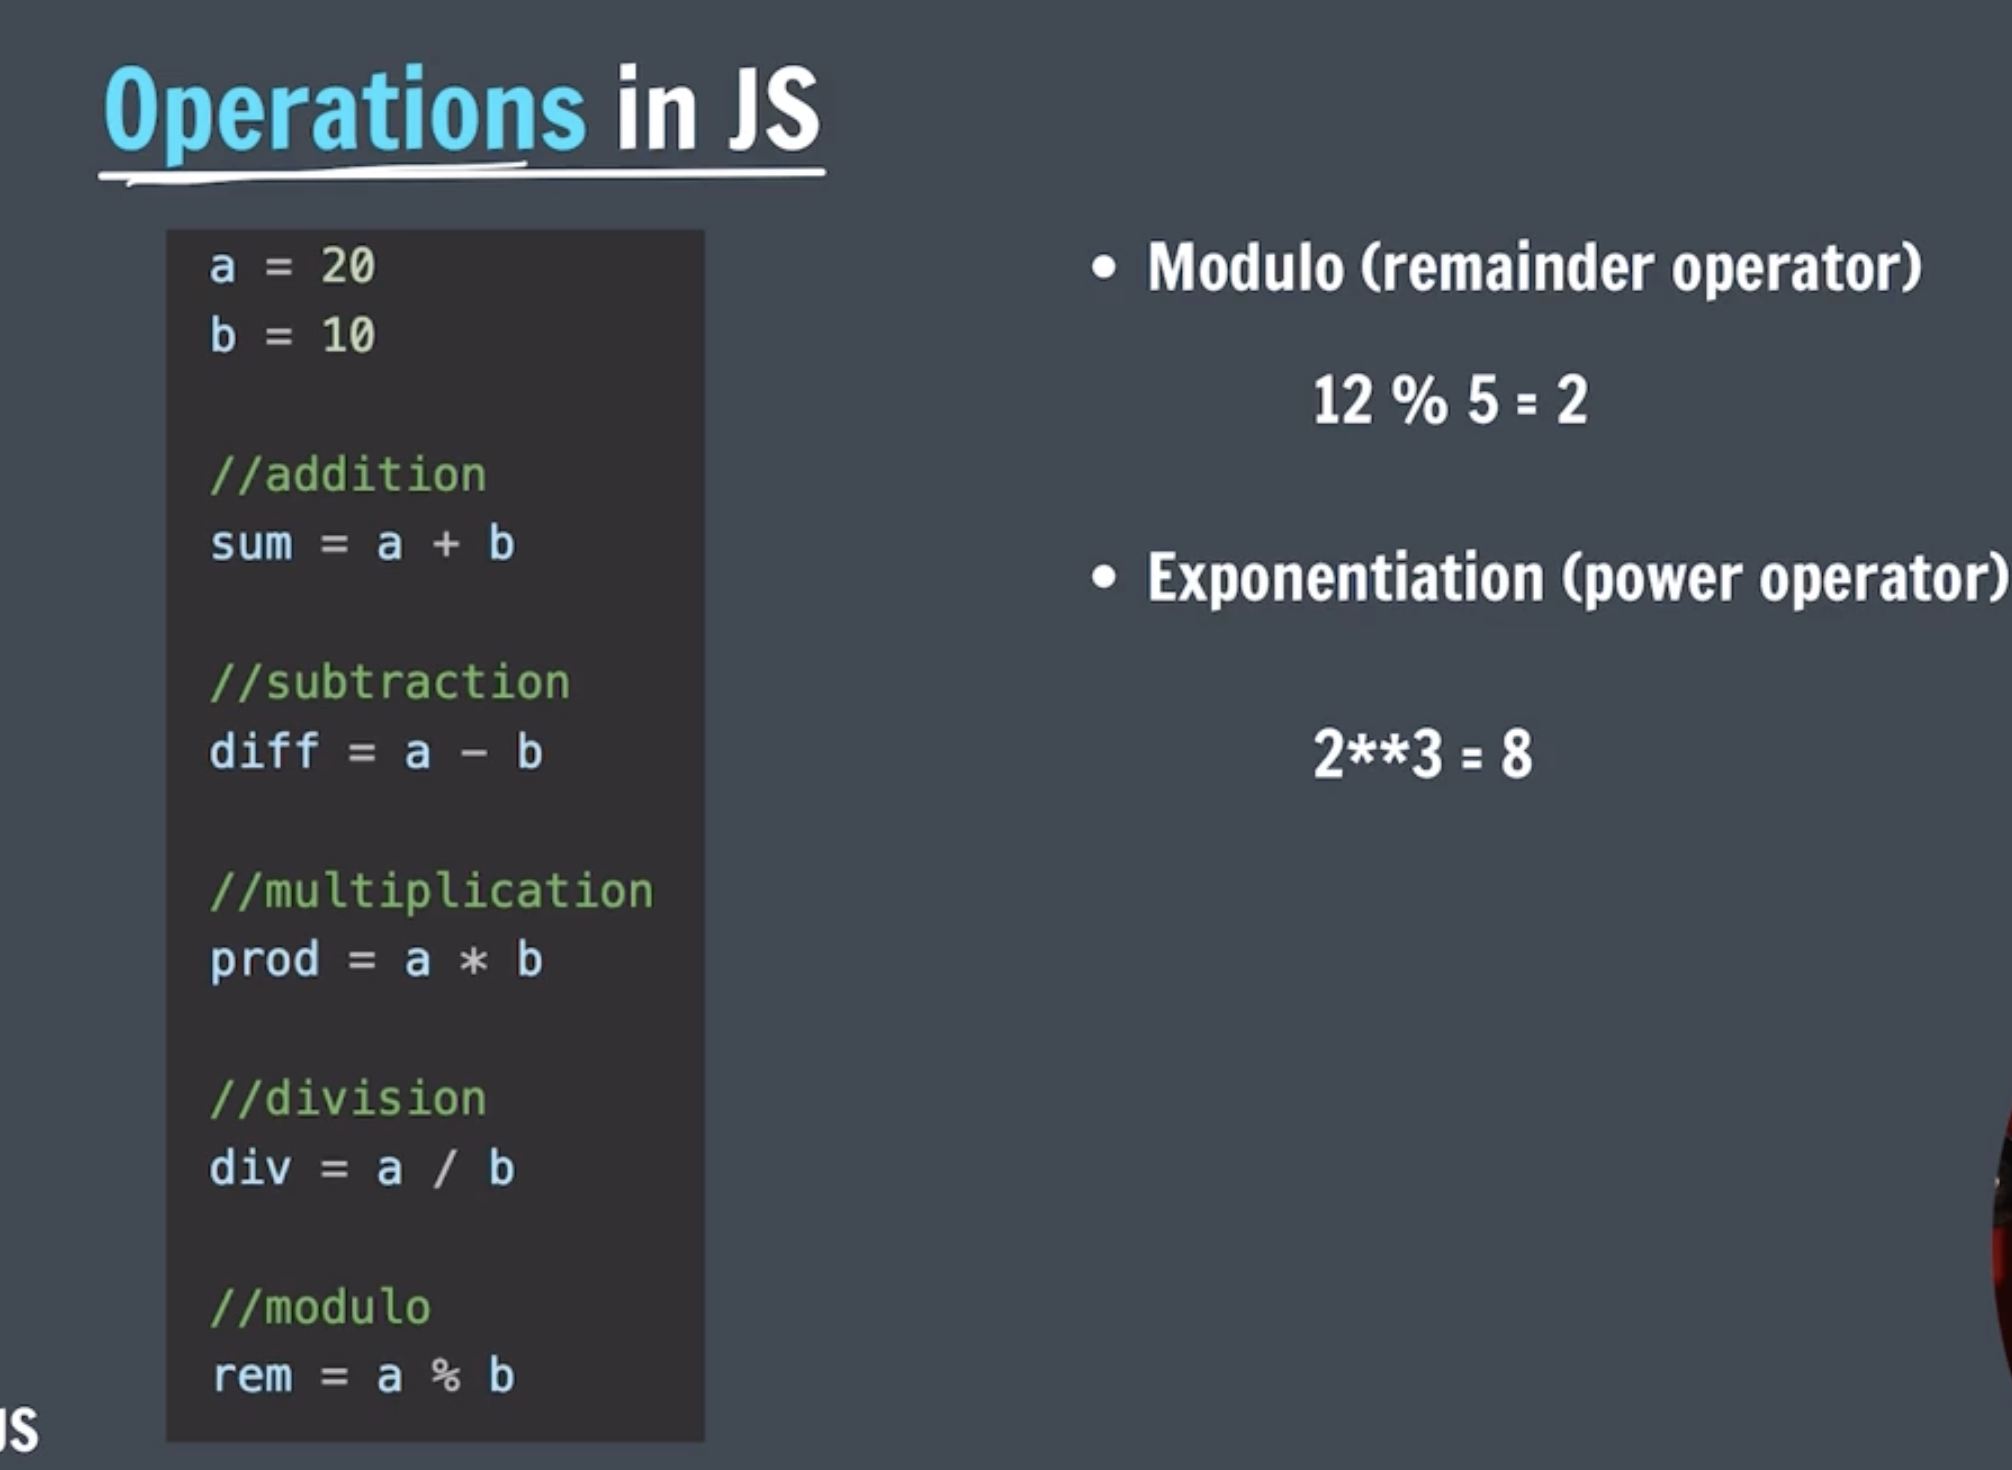 Operations in JS
a = 20
b = 10
//addition
sum = a + b
//subtraction
diff = a - b
//multiplication
prod = a * b
//division
div = a / b
//modulo
rem = a % b
• Modulo (remainder operator)
12 % 5 = 2
• Exponentiation (power operator)
2**3 = 8
JS